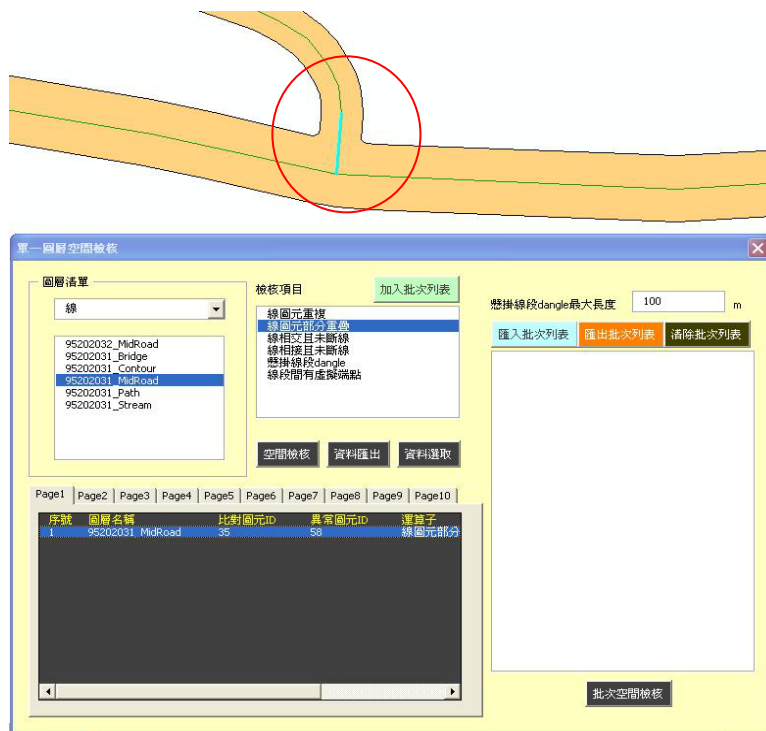 單一圖層空間檢核
圖層清單
線
95202032_MidRoad
95202031_Bridge
95202031_Contour
95202031_MidRoad
95202031_Path
95202031_Stream
檢核項目
加入批次列表
線圖元重複
線圖元部分重疊
線相交且未斷線
線相接且未斷線
懸掛線段dangle
線段間有虛擬端點
空間檢核
資料匯出
資料選取
懸掛線段dangle最大長度
100
m
匯入批次列表
匯出批次列表
清除批次列表
Page1 Page2 Page3 Page4 Page5 Page6 Page7 Page8 Page9 Page10
序號 圖層名稱 比對圖元ID 異常圖元ID 運算子
1 95202031_MidRoad 35 58 線圖元部分
批次空間檢核